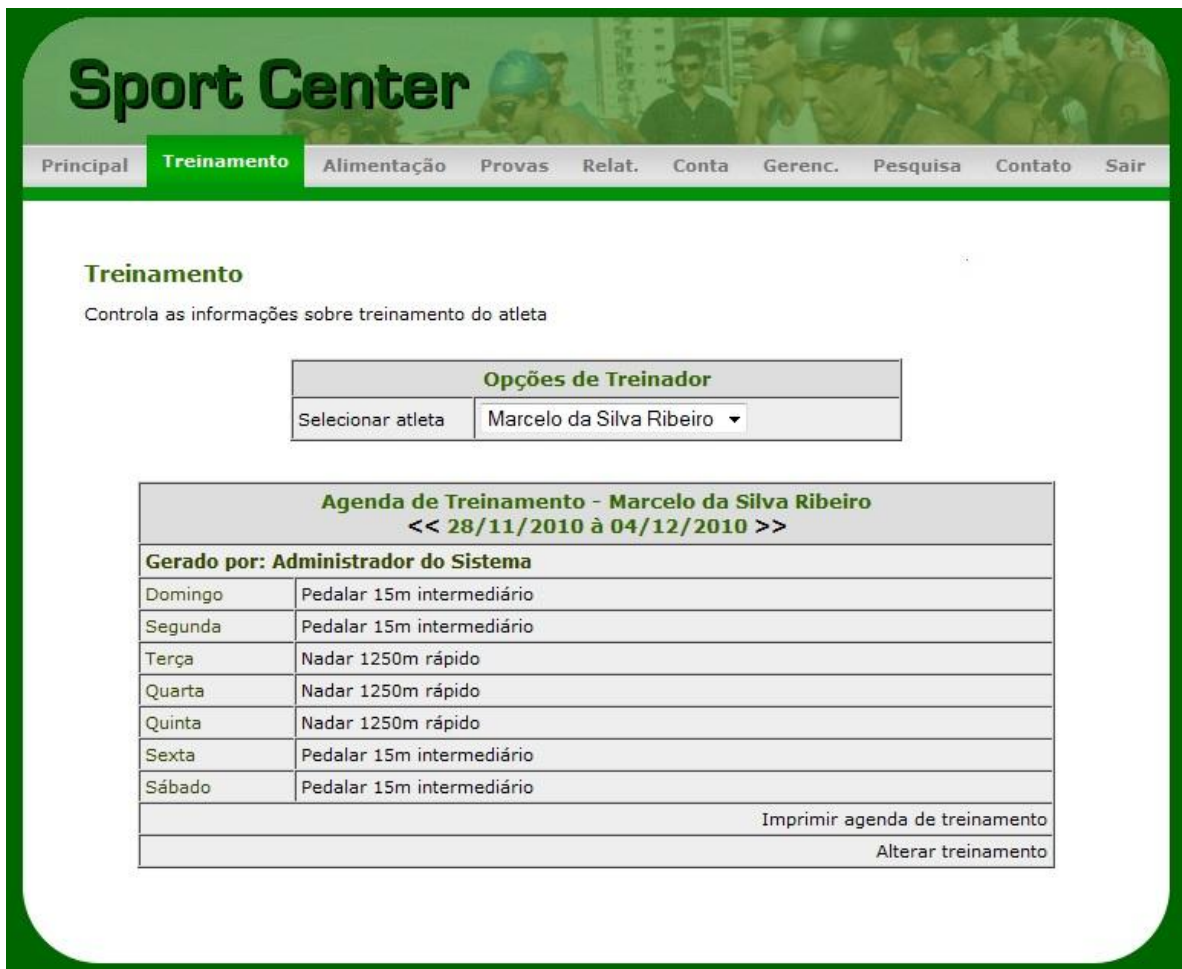 Sport Center
Principal Treinamento Alimentação Provas Relat. Conta Gerenc. Pesquisa Contato Sair
Treinamento
Controla as informações sobre treinamento do atleta
Opções de Treinador
Selecionar atleta Marcelo da Silva Ribeiro
Agenda de Treinamento - Marcelo da Silva Ribeiro
<< 28/11/2010 à 04/12/2010 >>
Gerado por: Administrador do Sistema
Domingo Pedalar 15m intermediário
Segunda Pedalar 15m intermediário
Terça Nadar 1250m rápido
Quarta Nadar 1250m rápido
Quinta Nadar 1250m rápido
Sexta Pedalar 15m intermediário
Sábado Pedalar 15m intermediário
Imprimir agenda de treinamento
Alterar treinamento